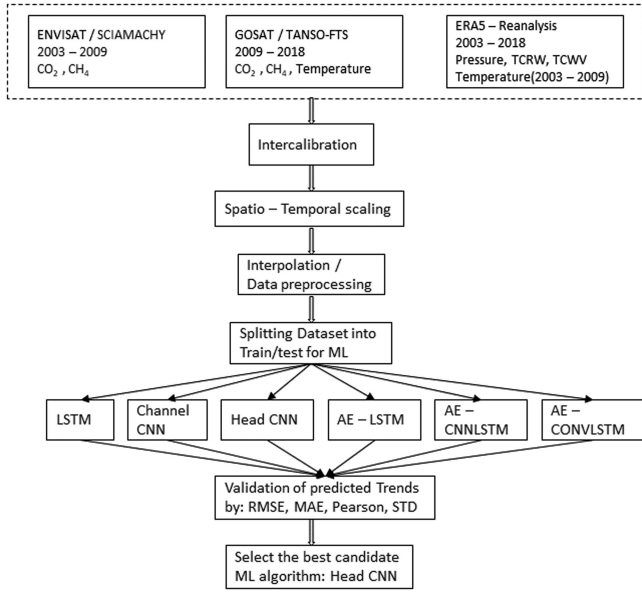 ENVISAT / SCIAMACHY
2003 – 2009
CO₂ , CH₄
GOSAT / TANSO-FTS
2009 - 2018
CO₂ , CH₄ , Temperature
ERA5 – Reanalysis
2003 - 2018
Pressure, TCRW, TCWV
Temperature(2003 – 2009)
Intercalibration
Spatio – Temporal scaling
Interpolation /
Data preprocessing
Splitting Dataset into
Train/test for ML
LSTM
Channel
CNN
Head CNN
AE – LSTM
AE –
CNNLSTM
AE –
CONVLSTM
Validation of predicted Trends
by: RMSE, MAE, Pearson, STD
Select the best candidate
ML algorithm: Head CNN